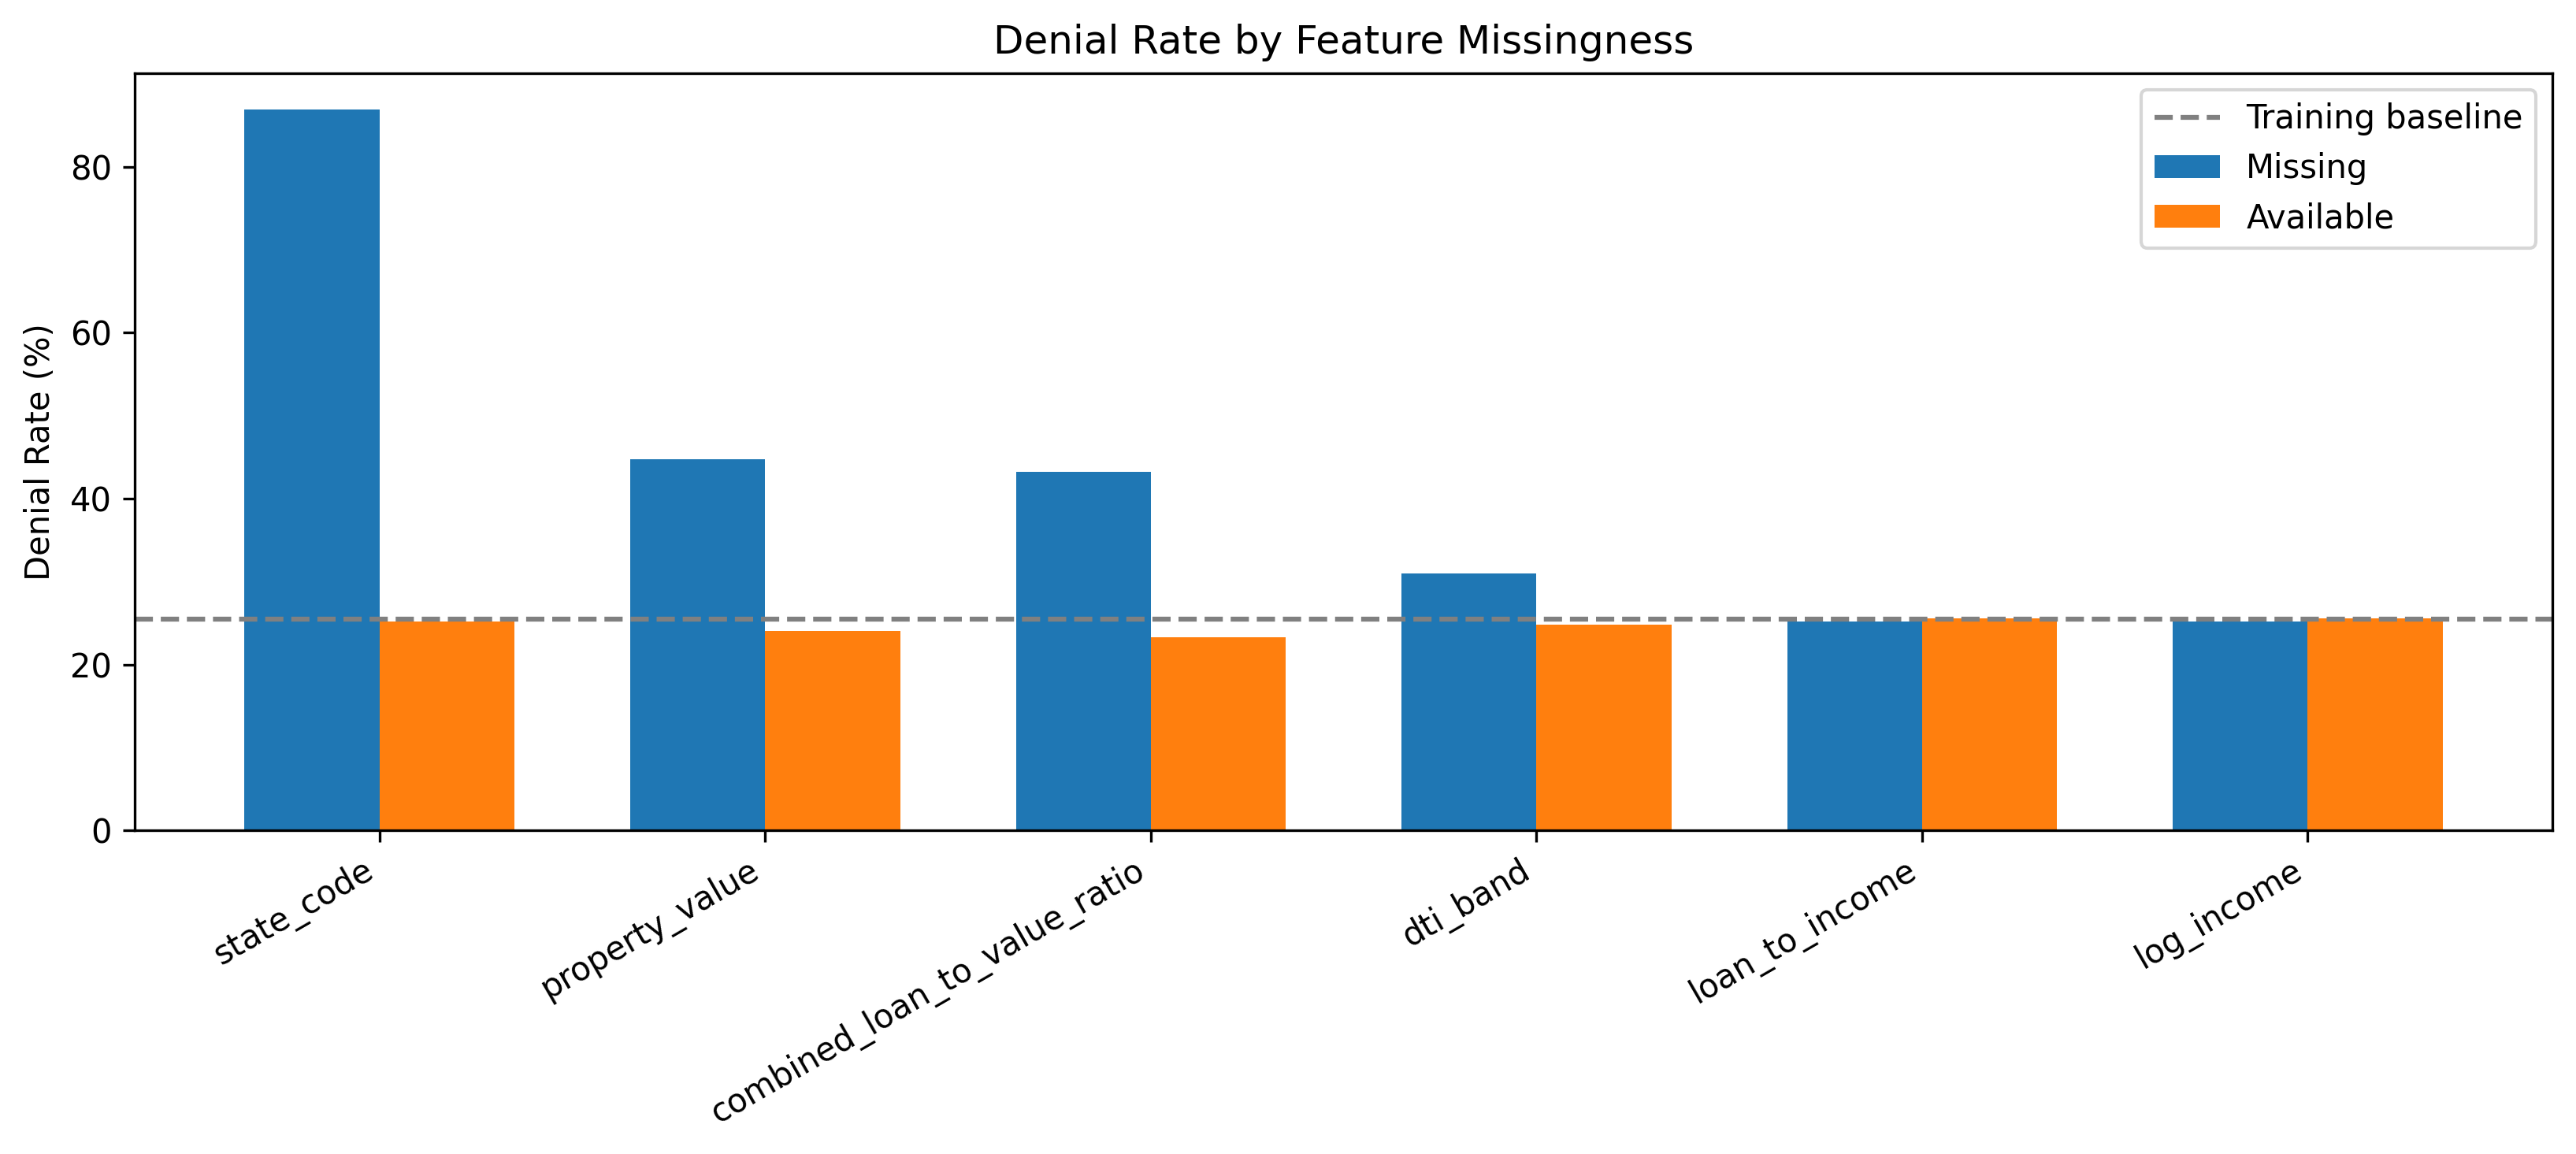 Denial Rate by Feature Missingness
Training baseline
Missing
Available
Denial Rate (%)
80
60
40
20
0
state_code
property_value
combined_loan_to_value_ratio
dti_band
loan_to_income
log_income